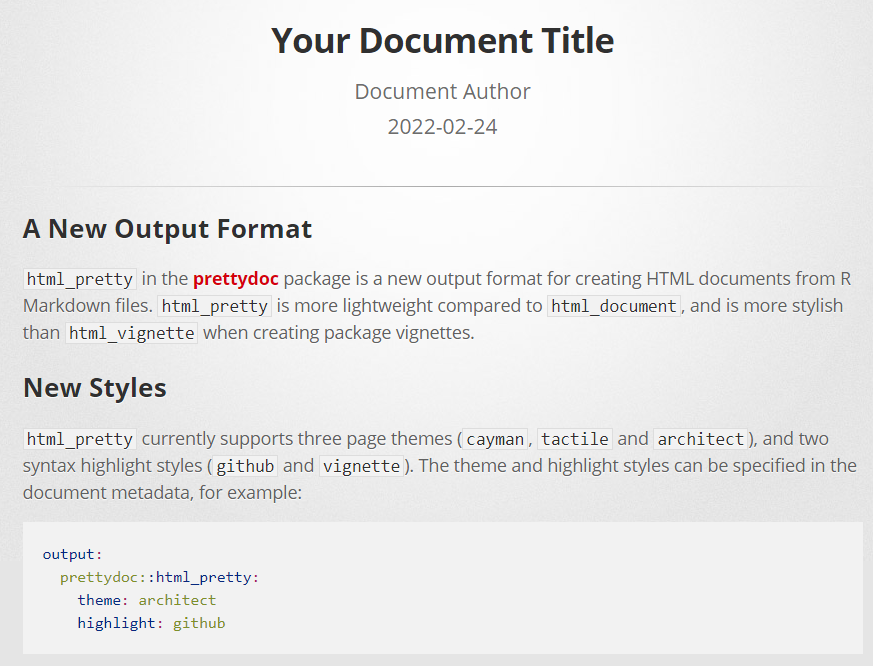 Your Document Title
Document Author
2022-02-24
A New Output Format
html_pretty in the prettydoc package is a new output format for creating HTML documents from R
Markdown files. html_pretty is more lightweight compared to html_document, and is more stylish
than html_vignette when creating package vignettes.
New Styles
html_pretty currently supports three page themes (cayman, tactile and architect), and two
syntax highlight styles (github and vignette). The theme and highlight styles can be specified in the
document metadata, for example:
output:
  prettydoc::html_pretty:
    theme: architect
    highlight: github